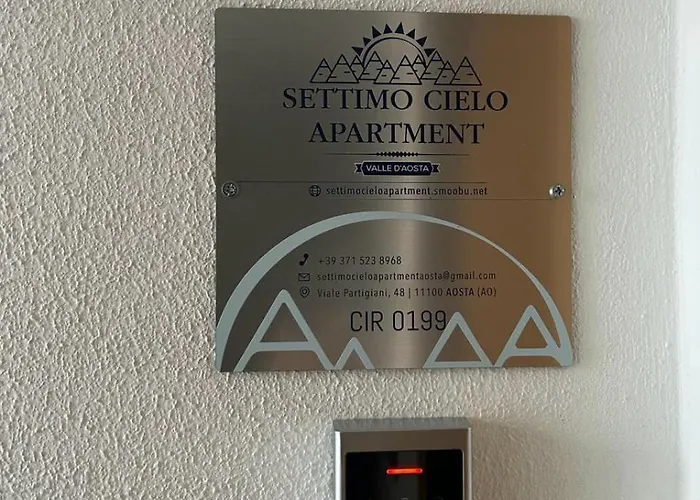 SETTIMO CIELO
APARTMENT
VALLE D'AOSTA
settimocieloapartment.smoobu.net
+39 371 523 8968
settimocieloapartmentaosta@gmail.com
Viale Partigiani, 48 | 11100 AOSTA (AO)
CIR 0199